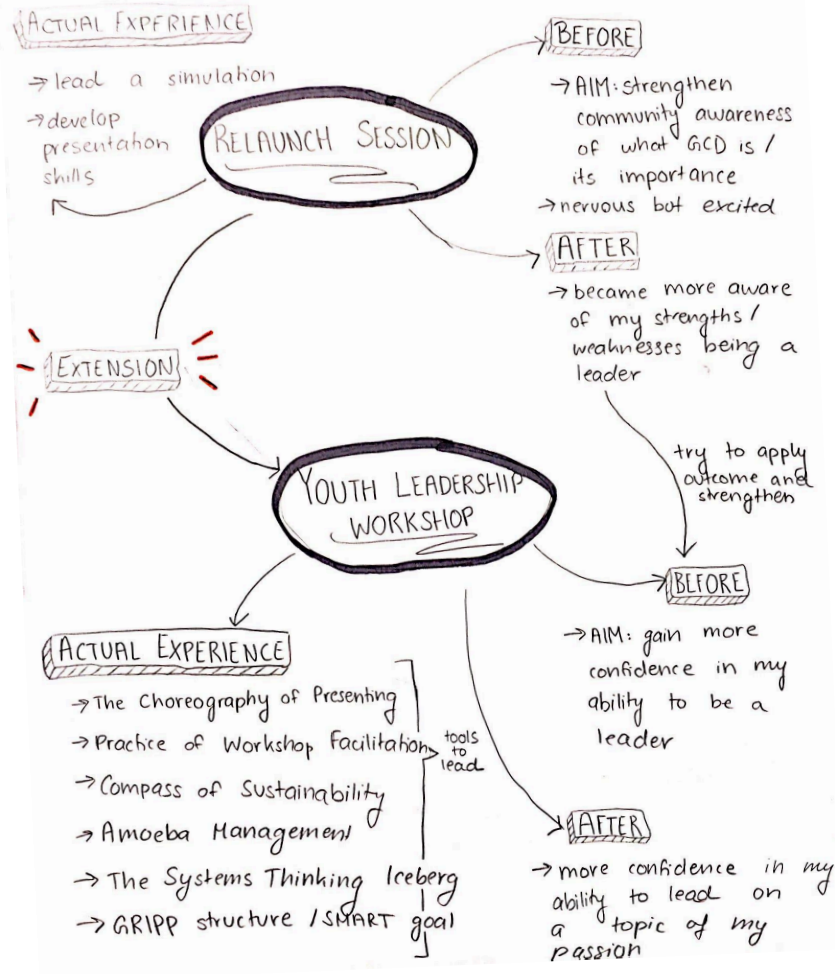 ACTUAL EXPERIENCE
→ lead a simulation
→ develop
presentation
skills
RELAUNCH SESSION
BEFORE
→ AIM: strengthen
community awareness
of what GCD is /
its importance
→ nervous but excited
AFTER
→ became more aware
of my strengths /
weaknesses being a
leader
EXTENSION
try to apply
outcome and
strengthen
YOUTH LEADERSHIP
WORKSHOP
BEFORE
→ AIM: gain more
confidence in my
ability to be a
leader
ACTUAL EXPERIENCE
→ The Choreography of Presenting
→ Practice of Workshop Facilitation
→ Compass of Sustainability
→ Amoeba Management
→ The Systems Thinking Iceberg
→ GRIPP structure / SMART goal
tools
to
lead
AFTER
→ more confidence in my
ability to lead on
a topic of my
passion